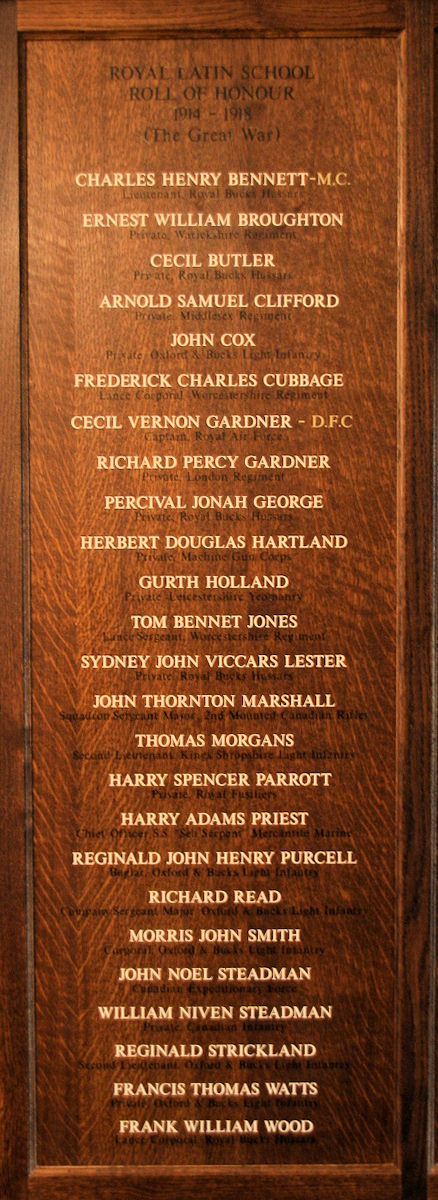 ROYAL LATIN SCHOOL
ROLL OF HONOUR
1914 - 1918
(The Great War)
CHARLES HENRY BENNETT-M.C.
Lieutenant, Royal Bucks Hussars
ERNEST WILLIAM BROUGHTON
Private, Warickshire Regiment
CECIL BUTLER
Private, Royal Bucks Hussars
ARNOLD SAMUEL CLIFFORD
Private, Middlesex Regiment
JOHN COX
Private, Oxford & Bucks Light Infantry
FREDERICK CHARLES CUBBAGE
Lance Corporal, Worcestershire Regiment
CECIL VERNON GARDNER - D.F.C
Captain, Royal Air Force
RICHARD PERCY GARDNER
Private, London Regiment
PERCIVAL JONAH GEORGE
Private, Royal Bucks Hussars
HERBERT DOUGLAS HARTLAND
Private, Machine Gun Corps
GURTH HOLLAND
Private Leicestershire Yeomanry
TOM BENNET JONES
Lance Sergeant, Worcestershire Regiment
SYDNEY JOHN VICCARS LESTER
Private, Royal Bucks Hussars
JOHN THORNTON MARSHALL
Squadron Sergeant Major, 2nd Mounted Canadian Rifles
THOMAS MORGANS
Second Lieutenant, Kings Shropshire Light Infantry
HARRY SPENCER PARROTT
Private, Royal Fusiliers
HARRY ADAMS PRIEST
Chief Officer, S.S. "Sea Serpent" Mercantile Marine
REGINALD JOHN HENRY PURCELL
Bugler, Oxford & Bucks Light Infantry
RICHARD READ
Company Sergeant Major, Oxford & Bucks Light Infantry
MORRIS JOHN SMITH
Corporal, Oxford & Bucks Light Infantry
JOHN NOEL STEADMAN
Canadian Expeditionary Force
WILLIAM NIVEN STEADMAN
Private, Canadian Infantry
REGINALD STRICKLAND
Second Lieutenant, Oxford & Bucks Light Infantry
FRANCIS THOMAS WATTS
Private, Oxford & Bucks Light Infantry
FRANK WILLIAM WOOD
Lance Corporal, Royal Bucks Hussars